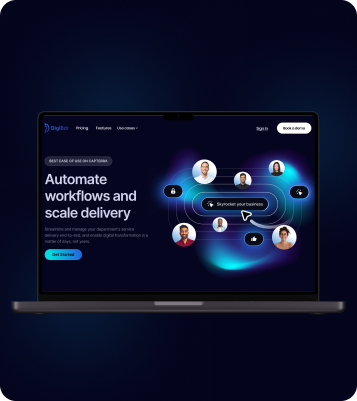 DigiBot
Pricing Features Use cases
Sign in
Book a demo
BEST EASE OF USE ON CAPTERRA
Automate
workflows and
scale delivery
Streamline and manage your department's service
delivery end-to-end, and enable digital transformation in a
matter of days, not years.
Get Started
Skyrocket your business